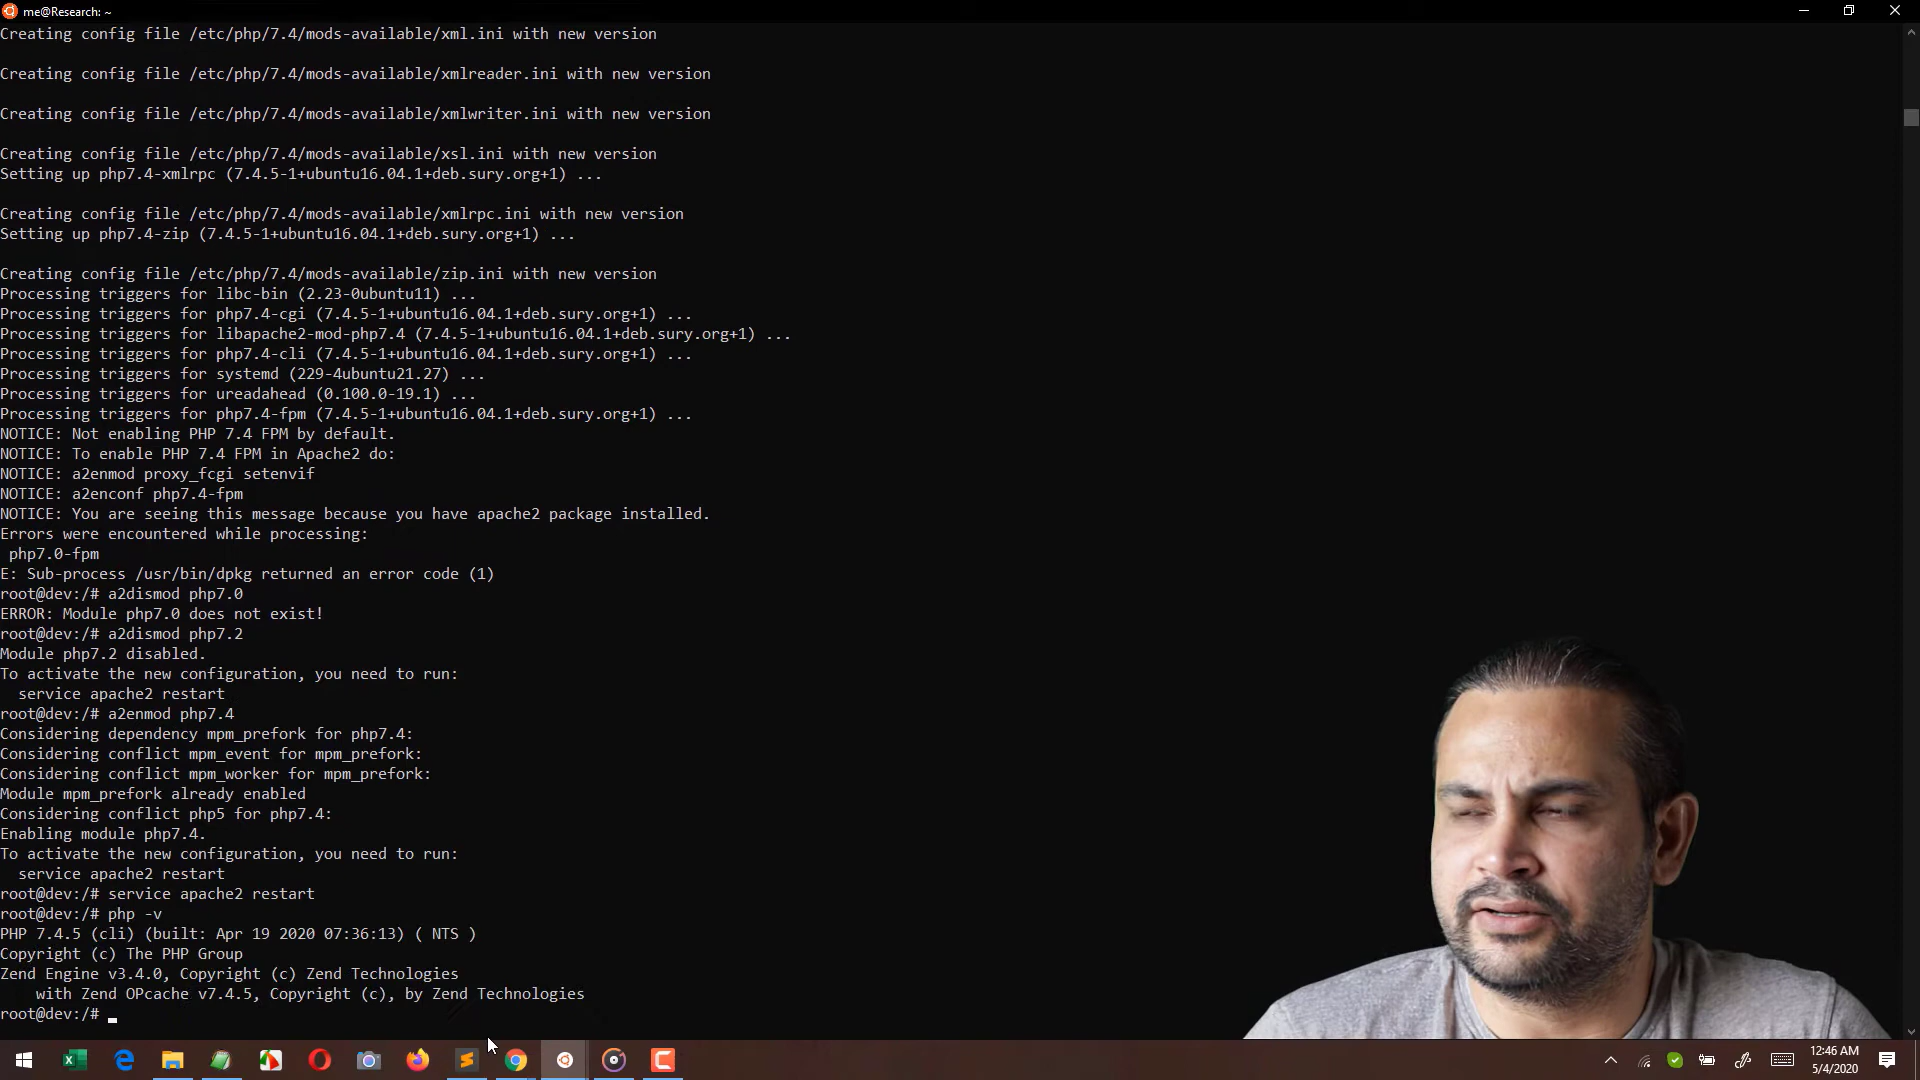 me@Research: ~
Creating config file /etc/php/7.4/mods-available/xml.ini with new version
Creating config file /etc/php/7.4/mods-available/xmlreader.ini with new version
Creating config file /etc/php/7.4/mods-available/xmlwriter.ini with new version
Creating config file /etc/php/7.4/mods-available/xsl.ini with new version
Setting up php7.4-xmlrpc (7.4.5-1+ubuntu16.04.1+deb.sury.org+1) ...
Creating config file /etc/php/7.4/mods-available/xmlrpc.ini with new version
Setting up php7.4-zip (7.4.5-1+ubuntu16.04.1+deb.sury.org+1) ...
Creating config file /etc/php/7.4/mods-available/zip.ini with new version
Processing triggers for libc-bin (2.23-0ubuntu11) ...
Processing triggers for php7.4-cgi (7.4.5-1+ubuntu16.04.1+deb.sury.org+1) ...
Processing triggers for libapache2-mod-php7.4 (7.4.5-1+ubuntu16.04.1+deb.sury.org+1) ...
Processing triggers for php7.4-cli (7.4.5-1+ubuntu16.04.1+deb.sury.org+1) ...
Processing triggers for systemd (229-4ubuntu21.27) ...
Processing triggers for ureadahead (0.100.0-19.1) ...
Processing triggers for php7.4-fpm (7.4.5-1+ubuntu16.04.1+deb.sury.org+1) ...
NOTICE: Not enabling PHP 7.4 FPM by default.
NOTICE: To enable PHP 7.4 FPM in Apache2 do:
NOTICE: a2enmod proxy_fcgi setenvif
NOTICE: a2enconf php7.4-fpm
NOTICE: You are seeing this message because you have apache2 package installed.
Errors were encountered while processing:
 php7.0-fpm
E: Sub-process /usr/bin/dpkg returned an error code (1)
root@dev:/# a2dismod php7.0
ERROR: Module php7.0 does not exist!
root@dev:/# a2dismod php7.2
Module php7.2 disabled.
To activate the new configuration, you need to run:
  service apache2 restart
root@dev:/# a2enmod php7.4
Considering dependency mpm_prefork for php7.4:
Considering conflict mpm_event for mpm_prefork:
Considering conflict mpm_worker for mpm_prefork:
Module mpm_prefork already enabled
Considering conflict php5 for php7.4:
Enabling module php7.4.
To activate the new configuration, you need to run:
  service apache2 restart
root@dev:/# service apache2 restart
root@dev:/# php -v
PHP 7.4.5 (cli) (built: Apr 19 2020 07:36:13) ( NTS )
Copyright (c) The PHP Group
Zend Engine v3.4.0, Copyright (c) Zend Technologies
    with Zend OPcache v7.4.5, Copyright (c), by Zend Technologies
root@dev:/#
12:46 AM
5/4/2020